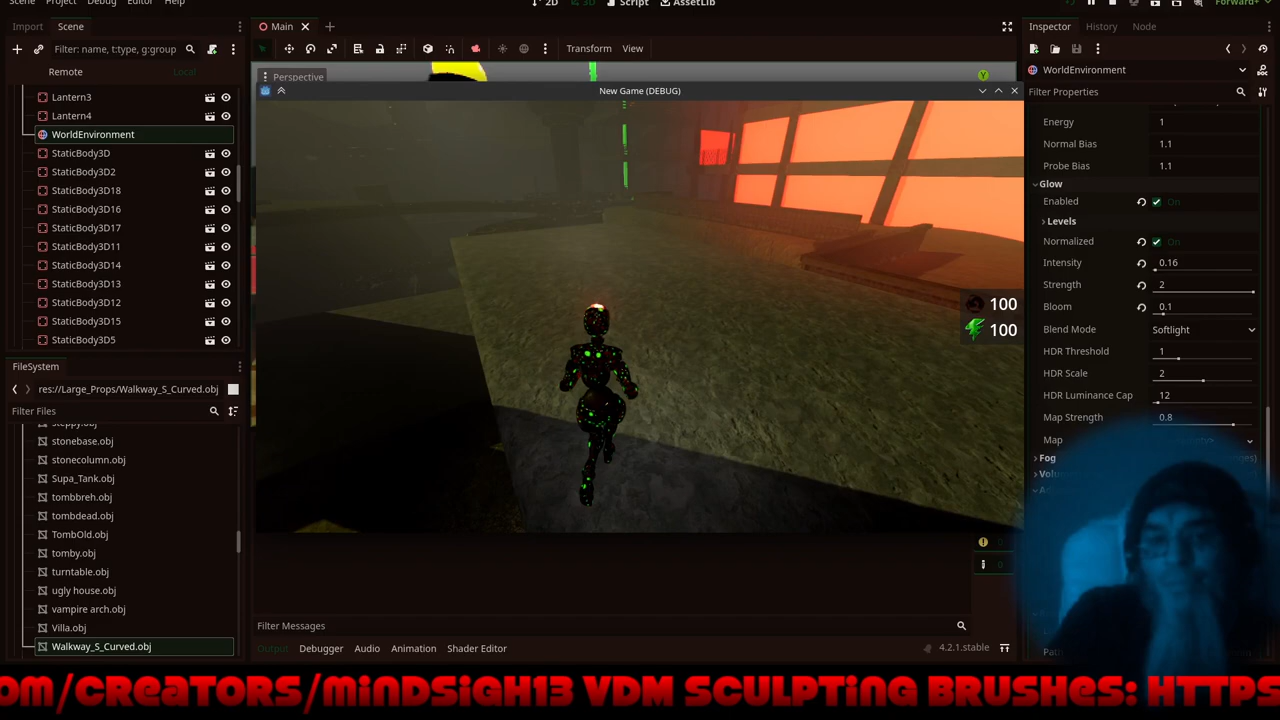 Scene Project Debug Editor Help
2D 3D Script AssetLib
Forward+
Import Scene
Main
Inspector History Node
Filter: name, t:type, g:group
Transform View
Remote Local
Perspective
Y
WorldEnvironment
New Game (DEBUG)
Filter Properties
Lantern3
Lantern4
WorldEnvironment
StaticBody3D
StaticBody3D2
StaticBody3D18
StaticBody3D16
StaticBody3D17
StaticBody3D11
StaticBody3D14
StaticBody3D13
StaticBody3D12
StaticBody3D15
StaticBody3D5
100
100
Energy 1
Normal Bias 1.1
Probe Bias 1.1
Glow
Enabled On
Levels
Normalized On
Intensity 0.16
Strength 2
Bloom 0.1
Blend Mode Softlight
HDR Threshold 1
HDR Scale 2
HDR Luminance Cap 12
Map Strength 0.8
Map
Fog
FileSystem
res://Large_Props/Walkway_S_Curved.obj
Filter Files
steppy.obj
stonebase.obj
stonecolumn.obj
Supa_Tank.obj
tombbreh.obj
tombdead.obj
TombOld.obj
tomby.obj
turntable.obj
ugly house.obj
vampire arch.obj
Villa.obj
Walkway_S_Curved.obj
0
0
Filter Messages
Output Debugger Audio Animation Shader Editor
4.2.1.stable
om/creators/mindsigh13 VDM SCULPTING BRUSHES: HTTPS